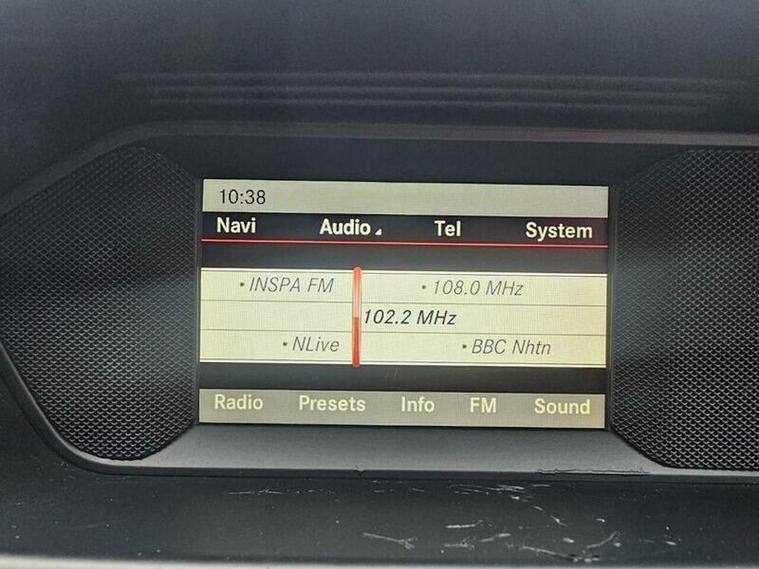 10:38
Navi Audio Tel System
• INSPA FM • 108.0 MHz
102.2 MHz
• NLive • BBC Nhtn
Radio Presets Info FM Sound